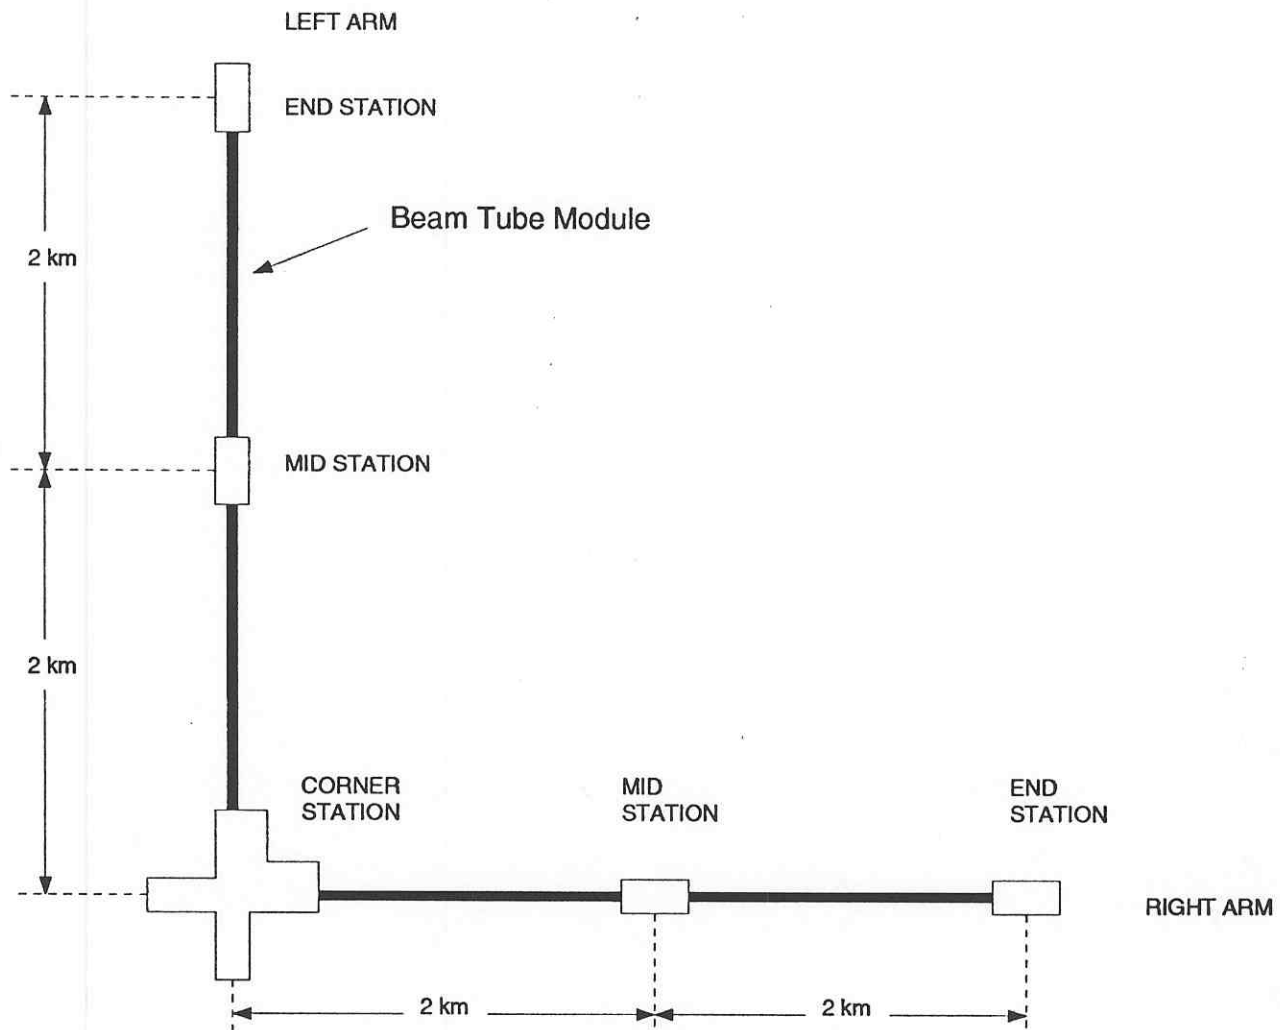 LEFT ARM
END STATION
Beam Tube Module
2 km
MID STATION
2 km
CORNER
STATION
MID
STATION
END
STATION
RIGHT ARM
2 km
2 km